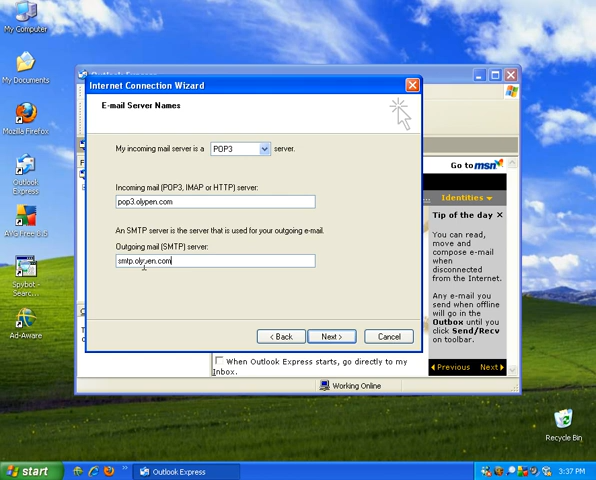 My Computer
My Documents
Mozilla Firefox
Outlook
Express
AVG Free 8.5
Spybot -
Searc...
Ad-Aware
Outlook Express
Internet Connection Wizard
E-mail Server Names
My incoming mail server is a POP3 server.
Incoming mail (POP3, IMAP or HTTP) server:
pop3.olypen.com
An SMTP server is the server that is used for your outgoing e-mail.
Outgoing mail (SMTP) server:
smtp.olypen.com
< Back Next > Cancel
Go to msn
Identities
Tip of the day
You can read,
move and
compose e-mail
when
disconnected
from the Internet.
Any e-mail you
send when offline
will go in the
Outbox until you
click Send/Recv
on toolbar.
Previous Next
When Outlook Express starts, go directly to my
Inbox.
Working Online
Recycle Bin
start
Outlook Express
3:37 PM